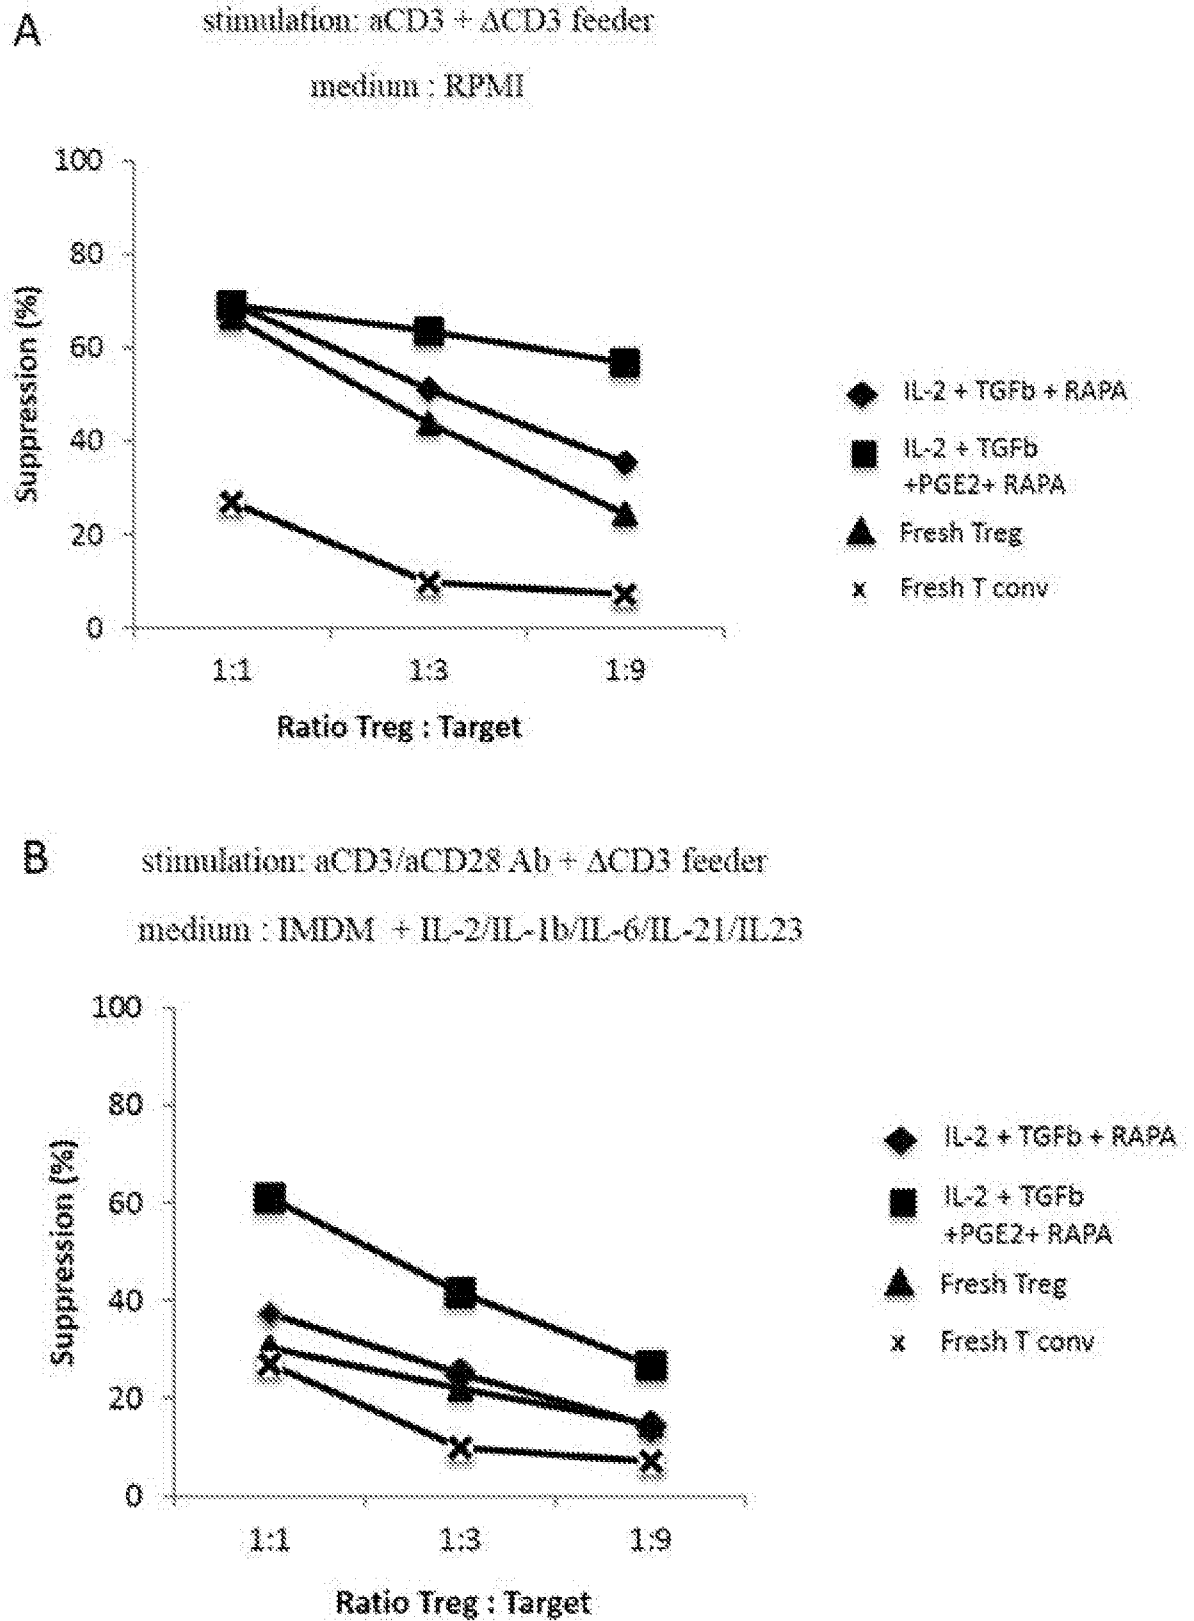 A
stimulation: aCD3 + ΔCD3 feeder
medium : RPMI
100
80
60
40
20
0
Suppression (%)
1:1 1:3 1:9
Ratio Treg : Target
IL-2 + TGFb + RAPA
IL-2 + TGFb
+PGE2+ RAPA
Fresh Treg
Fresh T conv
B
stimulation: aCD3/aCD28 Ab + ΔCD3 feeder
medium : IMDM + IL-2/IL-1b/IL-6/IL-21/IL23
100
80
60
40
20
0
Suppression (%)
1:1 1:3 1:9
Ratio Treg : Target
IL-2 + TGFb + RAPA
IL-2 + TGFb
+PGE2+ RAPA
Fresh Treg
Fresh T conv